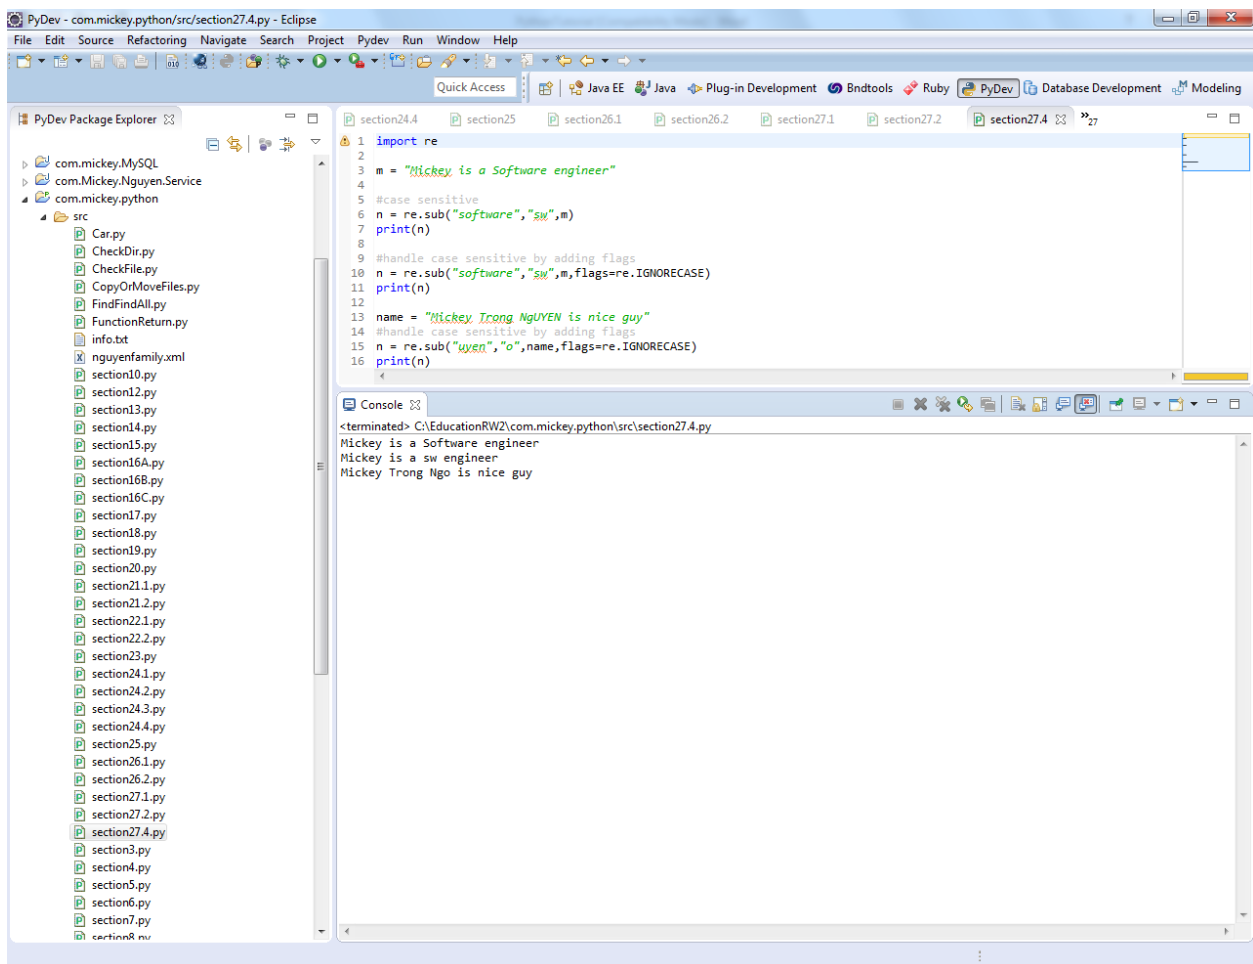 PyDev - com.mickey.python/src/section27.4.py - Eclipse
File Edit Source Refactoring Navigate Search Project Pydev Run Window Help
Quick Access Java EE Java Plug-in Development Bndtools Ruby PyDev Database Development Modeling
PyDev Package Explorer
section24.4 section25 section26.1 section26.2 section27.1 section27.2 section27.4 »27
com.mickey.MySQL
com.Mickey.Nguyen.Service
com.mickey.python
src
Car.py
CheckDir.py
CheckFile.py
CopyOrMoveFiles.py
FindFindAll.py
FunctionReturn.py
info.txt
nguyenfamily.xml
section10.py
section12.py
section13.py
section14.py
section15.py
section16A.py
section16B.py
section16C.py
section17.py
section18.py
section19.py
section20.py
section21.1.py
section21.2.py
section22.1.py
section22.2.py
section23.py
section24.1.py
section24.2.py
section24.3.py
section24.4.py
section25.py
section26.1.py
section26.2.py
section27.1.py
section27.2.py
section27.4.py
section3.py
section4.py
section5.py
section6.py
section7.py
section8.py
1 import re
2
3 m = "Mickey is a Software engineer"
4
5 #case sensitive
6 n = re.sub("software","sw",m)
7 print(n)
8
9 #handle case sensitive by adding flags
10 n = re.sub("software","sw",m,flags=re.IGNORECASE)
11 print(n)
12
13 name = "Mickey Trong NgUYEN is nice guy"
14 #handle case sensitive by adding flags
15 n = re.sub("uyen","o",name,flags=re.IGNORECASE)
16 print(n)
Console
<terminated> C:\EducationRW2\com.mickey.python\src\section27.4.py
Mickey is a Software engineer
Mickey is a sw engineer
Mickey Trong Ngo is nice guy